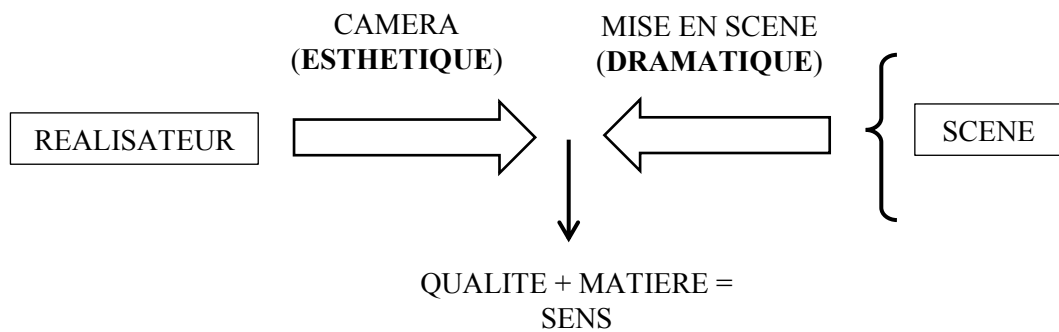 CAMERA
(ESTHETIQUE)
MISE EN SCENE
(DRAMATIQUE)
REALISATEUR
SCENE
QUALITE + MATIERE =
SENS